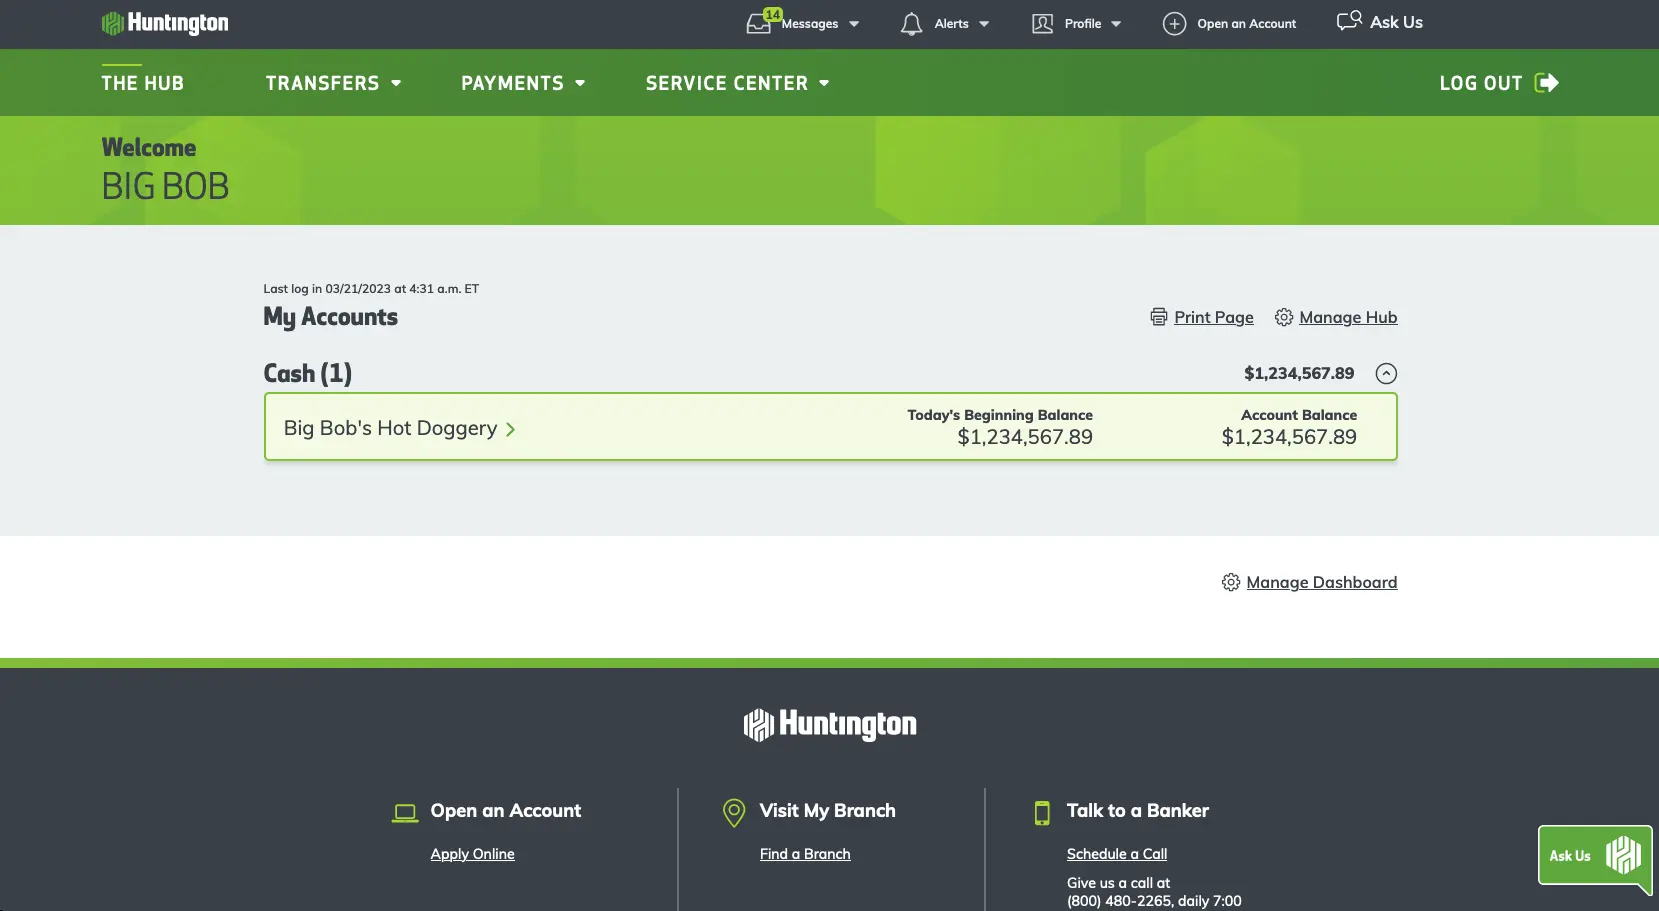 Huntington
14
Messages
Alerts
Profile
Open an Account
Ask Us
THE HUB
TRANSFERS
PAYMENTS
SERVICE CENTER
LOG OUT
Welcome
BIG BOB
Last log in 03/21/2023 at 4:31 a.m. ET
My Accounts
Print Page
Manage Hub
Cash (1)
$1,234,567.89
Big Bob's Hot Doggery
Today's Beginning Balance
$1,234,567.89
Account Balance
$1,234,567.89
Manage Dashboard
Huntington
Open an Account
Apply Online
Visit My Branch
Find a Branch
Talk to a Banker
Schedule a Call
Give us a call at
(800) 480-2265, daily 7:00
Ask Us